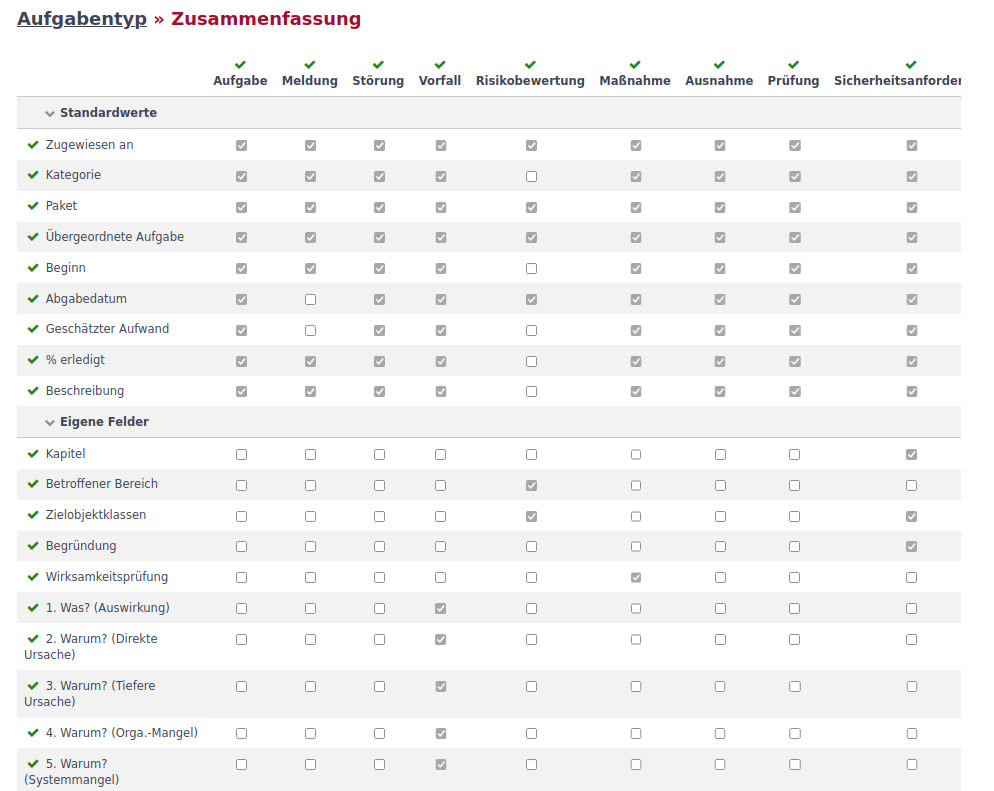 Aufgabentyp » Zusammenfassung
Aufgabe Meldung Störung Vorfall Risikobewertung Maßnahme Ausnahme Prüfung Sicherheitsanforder
Standardwerte
Zugewiesen an
Kategorie
Paket
Übergeordnete Aufgabe
Beginn
Abgabedatum
Geschätzter Aufwand
% erledigt
Beschreibung
Eigene Felder
Kapitel
Betroffener Bereich
Zielobjektklassen
Begründung
Wirksamkeitsprüfung
1. Was? (Auswirkung)
2. Warum? (Direkte
Ursache)
3. Warum? (Tiefere
Ursache)
4. Warum? (Orga.-Mangel)
5. Warum?
(Systemmangel)